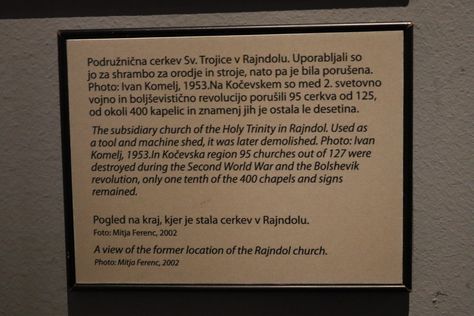 Podružnična cerkev Sv. Trojice v Rajndolu. Uporabljali so
jo za shrambo za orodje in stroje, nato pa je bila porušena.
Photo: Ivan Komelj, 1953.Na Kočevskem so med 2. svetovno
vojno in boljševistično revolucijo porušili 95 cerkva od 125,
od okoli 400 kapelic in znamenj jih je ostala le desetina.
The subsidiary church of the Holy Trinity in Rajndol. Used as
a tool and machine shed, it was later demolished. Photo: Ivan
Komelj, 1953.In Kočevska region 95 churches out of 127 were
destroyed during the Second World War and the Bolshevik
revolution, only one tenth of the 400 chapels and signs
remained.
Pogled na kraj, kjer je stala cerkev v Rajndolu.
Foto: Mitja Ferenc, 2002
A view of the former location of the Rajndol church.
Photo: Mitja Ferenc, 2002